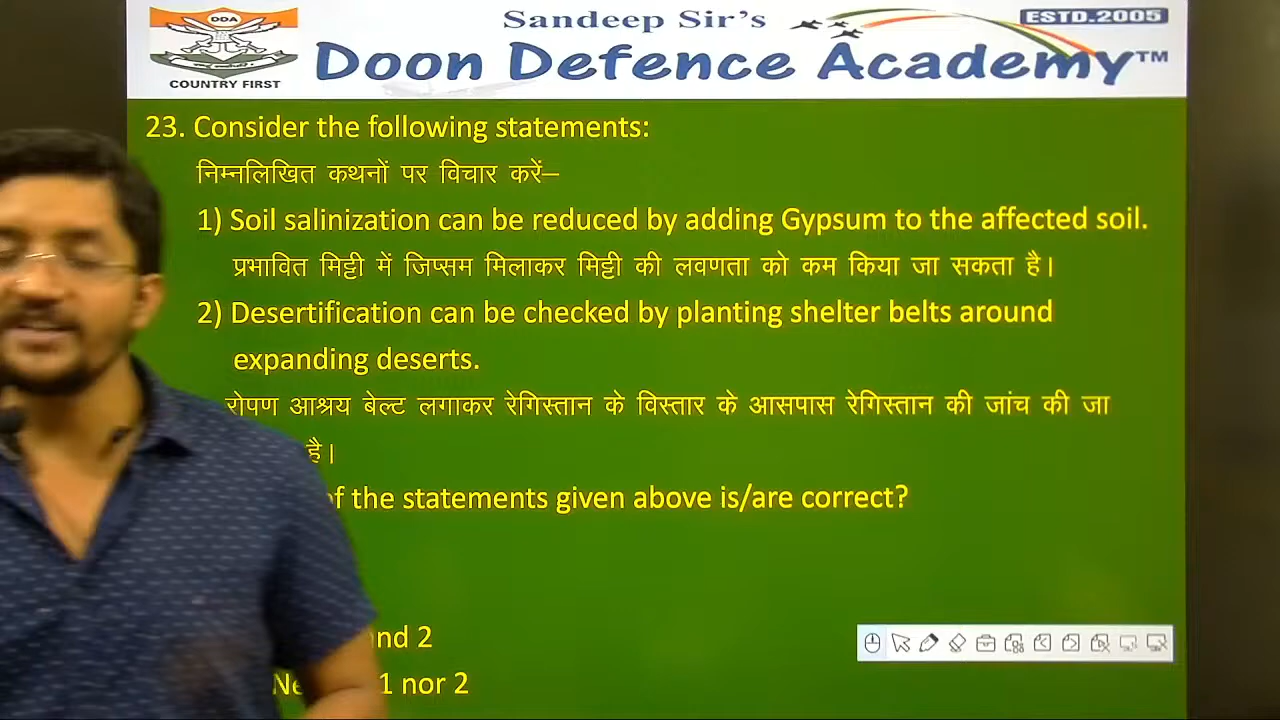 Sandeep Sir's
ESTD.2005
DDA
COUNTRY FIRST
Doon Defence Academy™
23. Consider the following statements:
निम्नलिखित कथनों पर विचार करें–
1) Soil salinization can be reduced by adding Gypsum to the affected soil.
प्रभावित मिट्टी में जिप्सम मिलाकर मिट्टी की लवणता को कम किया जा सकता है।
2) Desertification can be checked by planting shelter belts around
expanding deserts.
रोपण आश्रय बेल्ट लगाकर रेगिस्तान के विस्तार के आसपास रेगिस्तान की जांच की जा
है।
of the statements given above is/are correct?
and 2
1 nor 2